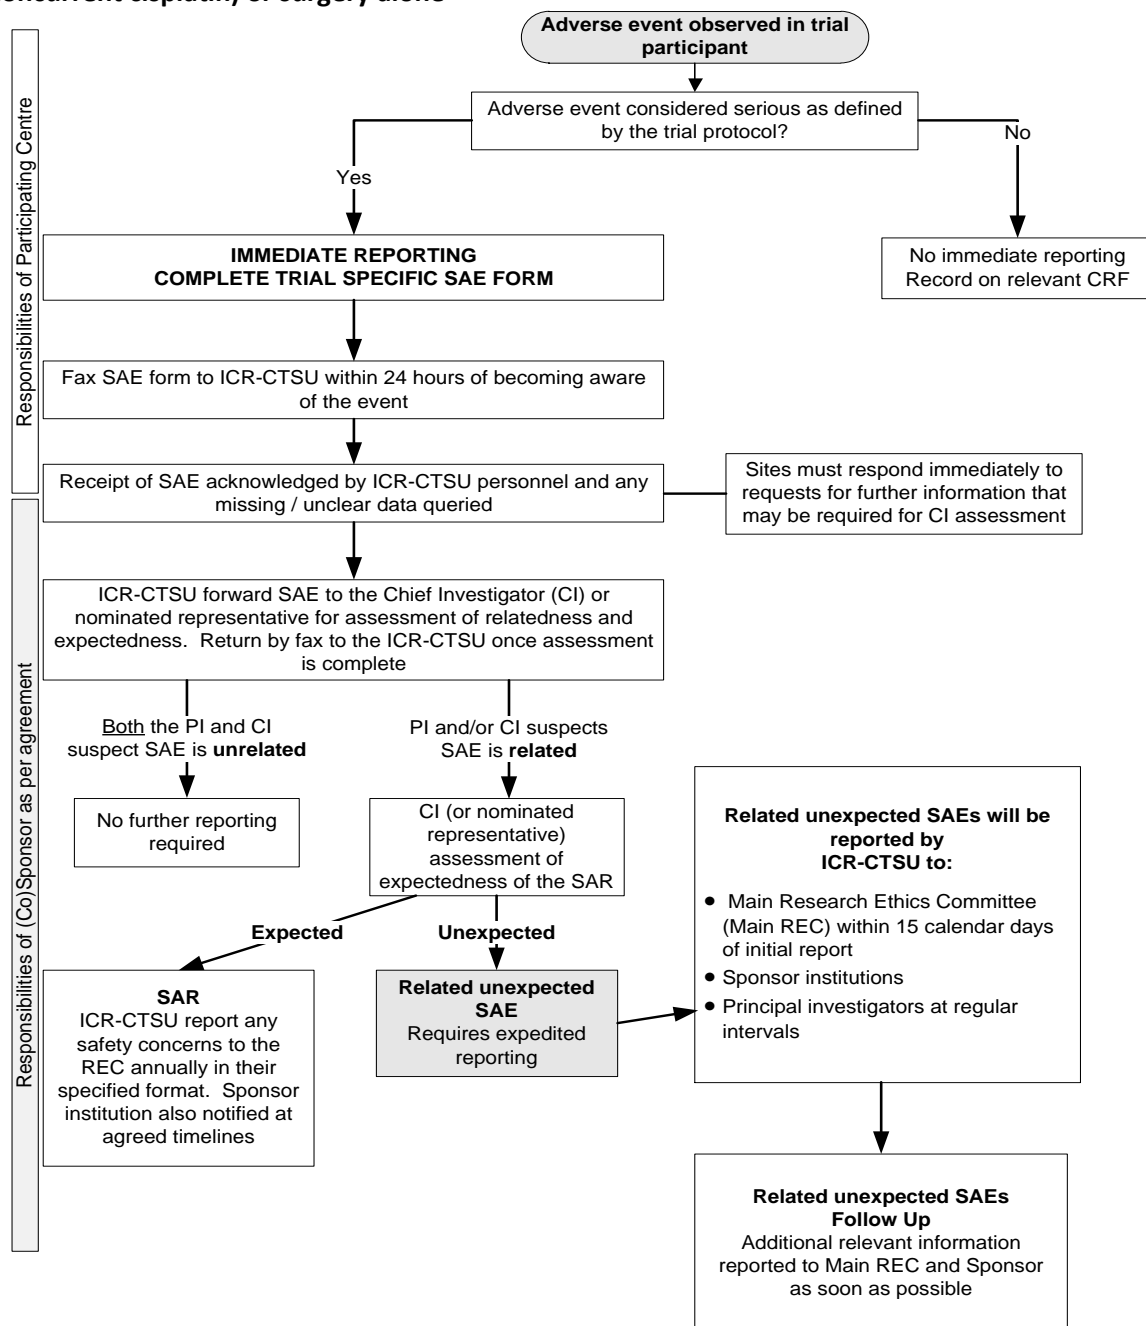 concurrent cisplatin) or surgery alone
Adverse event observed in trial
participant
Adverse event considered serious as defined
by the trial protocol?
No
Yes
IMMEDIATE REPORTING
COMPLETE TRIAL SPECIFIC SAE FORM
No immediate reporting
Record on relevant CRF
Responsibilities of Participating Centre
Fax SAE form to ICR-CTSU within 24 hours of becoming aware
of the event
Receipt of SAE acknowledged by ICR-CTSU personnel and any
missing / unclear data queried
Sites must respond immediately to
requests for further information that
may be required for CI assessment
ICR-CTSU forward SAE to the Chief Investigator (CI) or
nominated representative for assessment of relatedness and
expectedness.  Return by fax to the ICR-CTSU once assessment
is complete
Responsibilities of (Co)Sponsor as per agreement
Both the PI and CI
suspect SAE is unrelated
PI and/or CI suspects
SAE is related
No further reporting
required
CI (or nominated
representative)
assessment of
expectedness of the SAR
Expected
Unexpected
SAR
ICR-CTSU report any
safety concerns to the
REC annually in their
specified format.  Sponsor
institution also notified at
agreed timelines
Related unexpected
SAE
Requires expedited
reporting
Related unexpected SAEs will be
reported by
ICR-CTSU to:
• Main Research Ethics Committee
(Main REC) within 15 calendar days
of initial report
• Sponsor institutions
• Principal investigators at regular
intervals
Related unexpected SAEs
Follow Up
Additional relevant information
reported to Main REC and Sponsor
as soon as possible